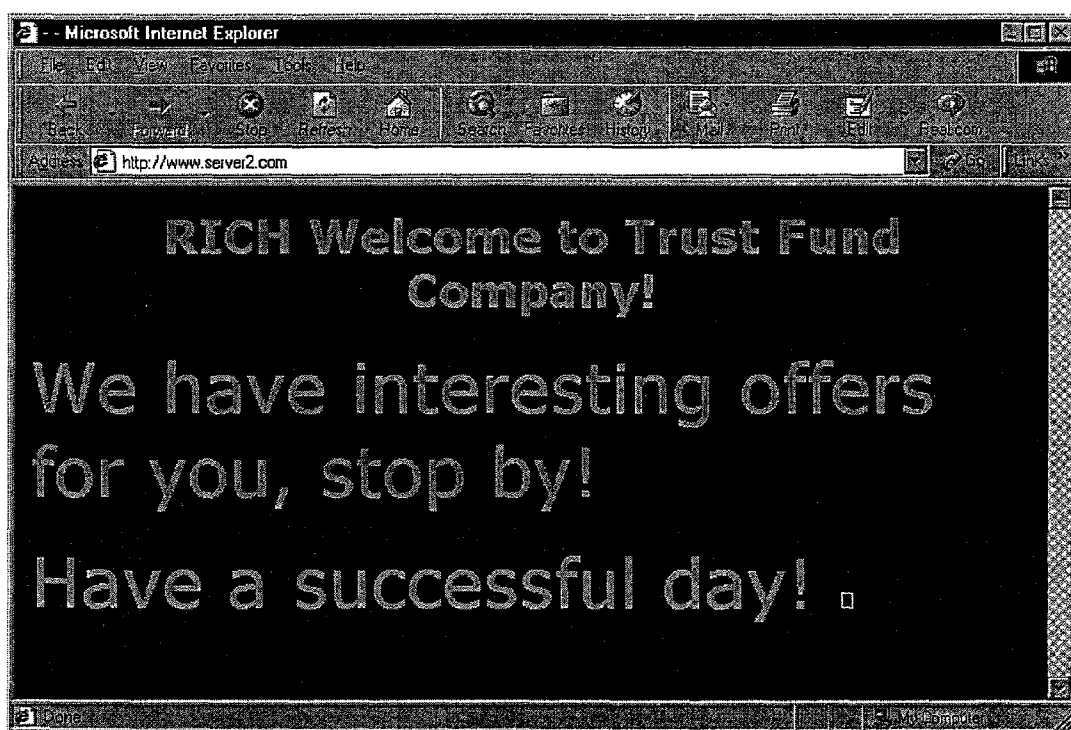 - - Microsoft Internet Explorer
File Edit View Favorites Tools Help
Back Forward Stop Refresh Home Search Favorites History Mail Print Edit Real.com
Address http://www.server2.com Go Links
RICH Welcome to Trust Fund
Company!
We have interesting offers
for you, stop by!
Have a successful day!
Done My Computer